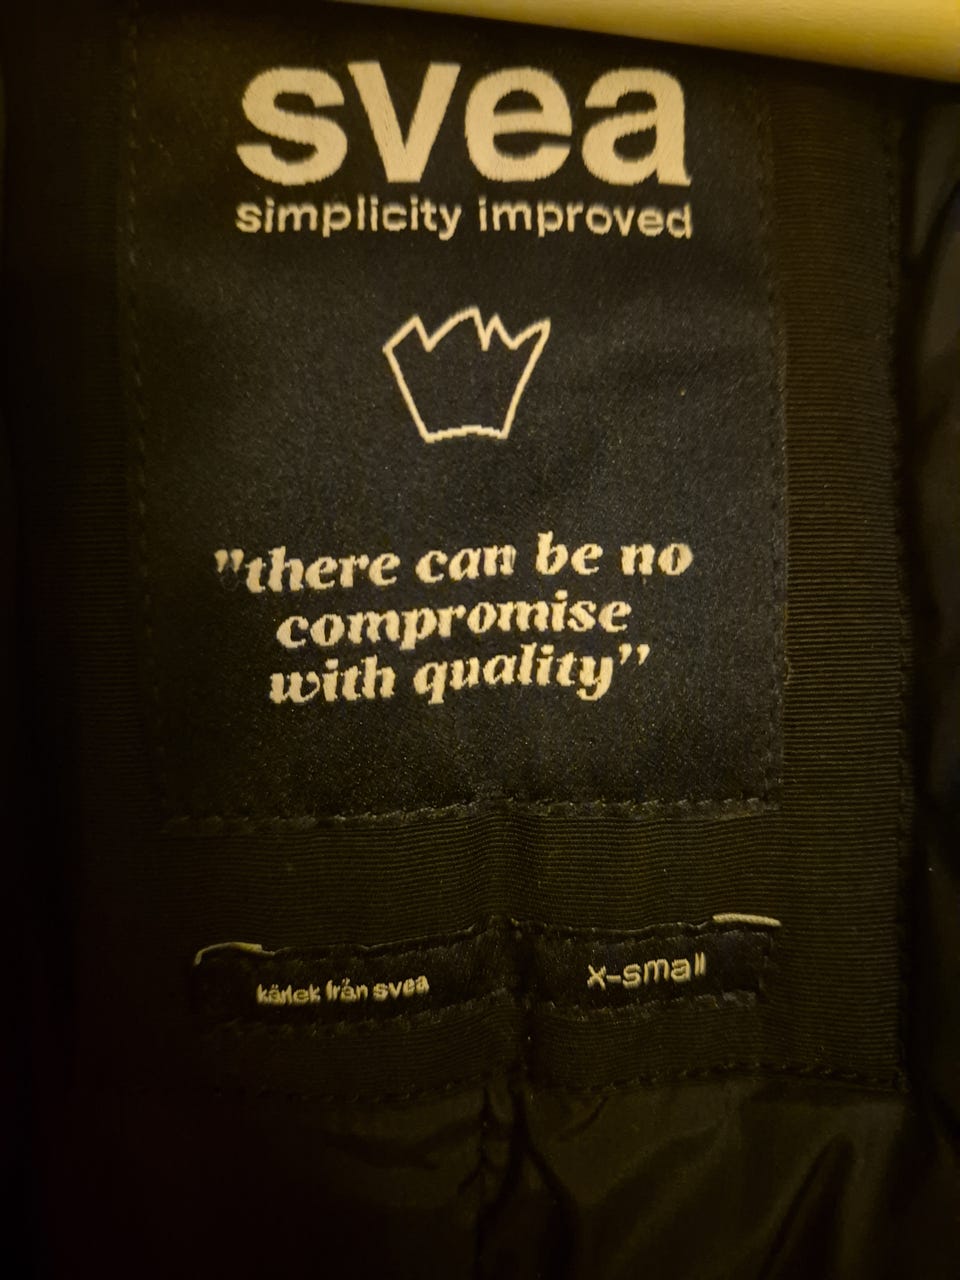 svea
simplicity improved
"there can be no
compromise
with quality"
kärlek från svea
x-small